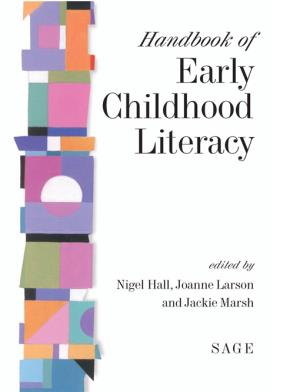 Handbook of
Early
Childhood
Literacy
edited by
Nigel Hall, Joanne Larson
and Jackie Marsh
SAGE